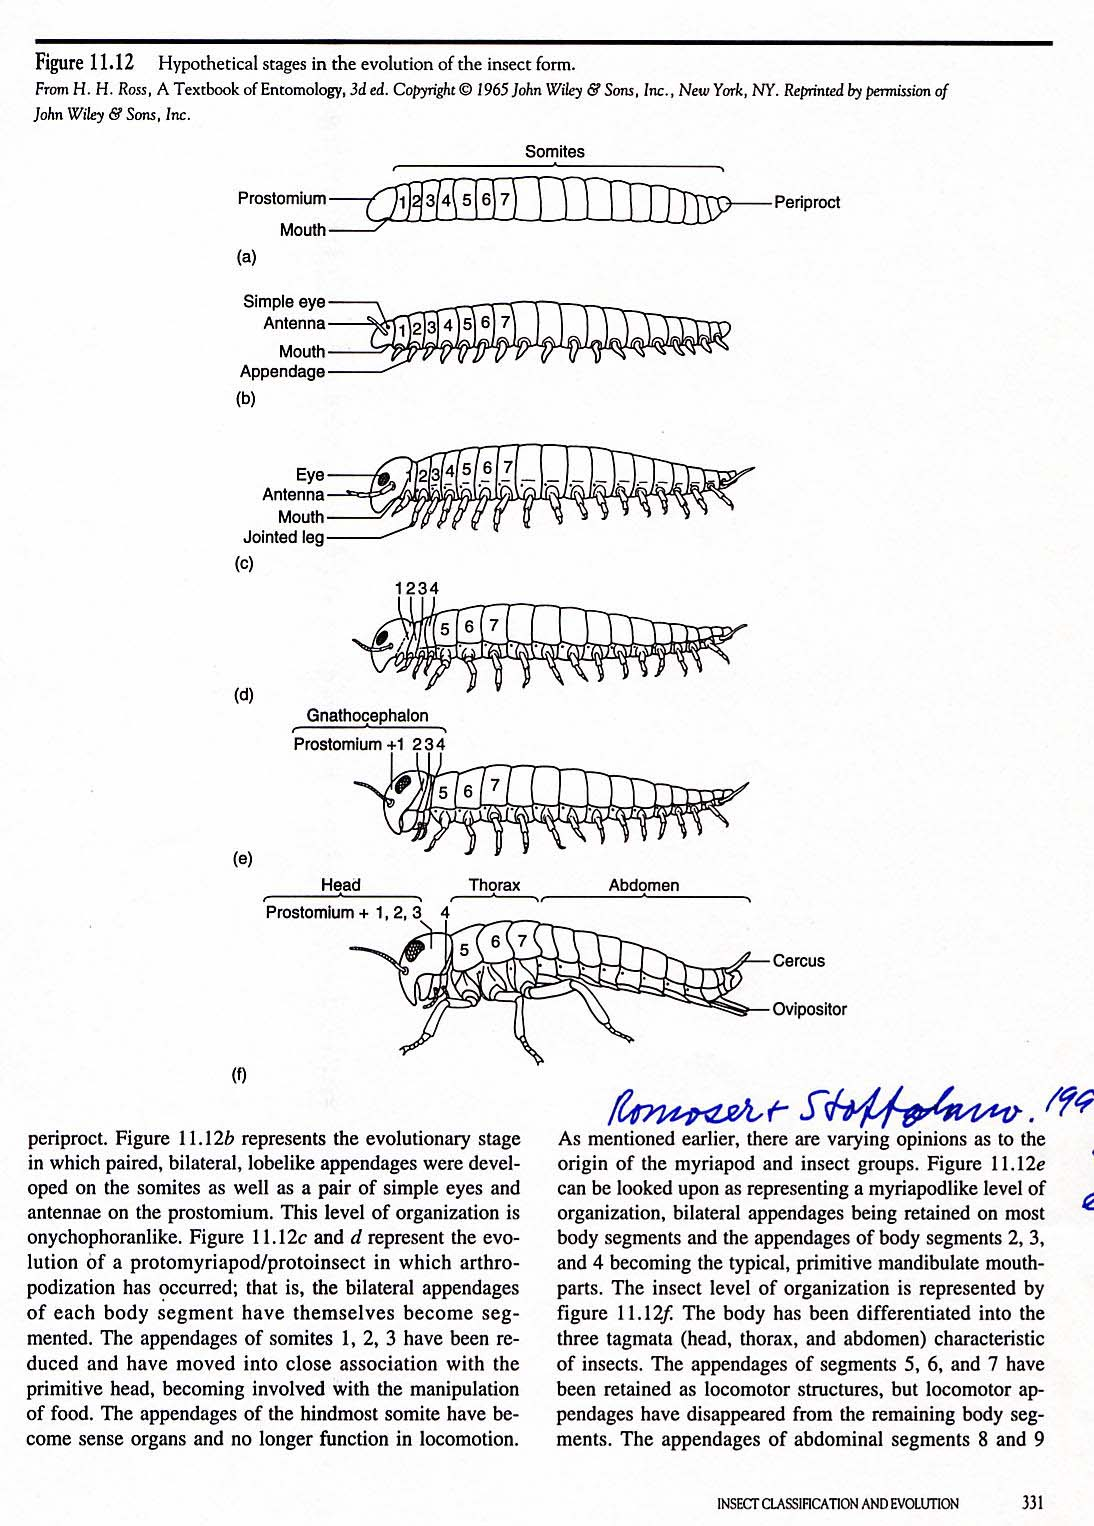 Figure 11.12 Hypothetical stages in the evolution of the insect form.
From H. H. Ross, A Textbook of Entomology, 3d ed. Copyright © 1965 John Wiley & Sons, Inc., New York, NY. Reprinted by permission of
John Wiley & Sons, Inc.
Somites
Prostomium
1 2 3 4 5 6 7
Periproct
Mouth
(a)
Simple eye
Antenna
1 2 3 4 5 6 7
Mouth
Appendage
(b)
Eye
1 2 3 4 5 6 7
Antenna
Mouth
Jointed leg
(c)
1 2 3 4
5 6 7
(d)
Gnathocephalon
Prostomium +1 2 3 4
5 6 7
(e)
Head Thorax Abdomen
Prostomium + 1, 2, 3 4
5 6 7
Cercus
Ovipositor
(f)
Romoser + Stoffolano. 199
periproct. Figure 11.12b represents the evolutionary stage
in which paired, bilateral, lobelike appendages were devel-
oped on the somites as well as a pair of simple eyes and
antennae on the prostomium. This level of organization is
onychophoranlike. Figure 11.12c and d represent the evo-
lution of a protomyriapod/protoinsect in which arthro-
podization has occurred; that is, the bilateral appendages
of each body segment have themselves become seg-
mented. The appendages of somites 1, 2, 3 have been re-
duced and have moved into close association with the
primitive head, becoming involved with the manipulation
of food. The appendages of the hindmost somite have be-
come sense organs and no longer function in locomotion.
As mentioned earlier, there are varying opinions as to the
origin of the myriapod and insect groups. Figure 11.12e
can be looked upon as representing a myriapodlike level of
organization, bilateral appendages being retained on most
body segments and the appendages of body segments 2, 3,
and 4 becoming the typical, primitive mandibulate mouth-
parts. The insect level of organization is represented by
figure 11.12f. The body has been differentiated into the
three tagmata (head, thorax, and abdomen) characteristic
of insects. The appendages of segments 5, 6, and 7 have
been retained as locomotor structures, but locomotor ap-
pendages have disappeared from the remaining body seg-
ments. The appendages of abdominal segments 8 and 9
INSECT CLASSIFICATION AND EVOLUTION 331